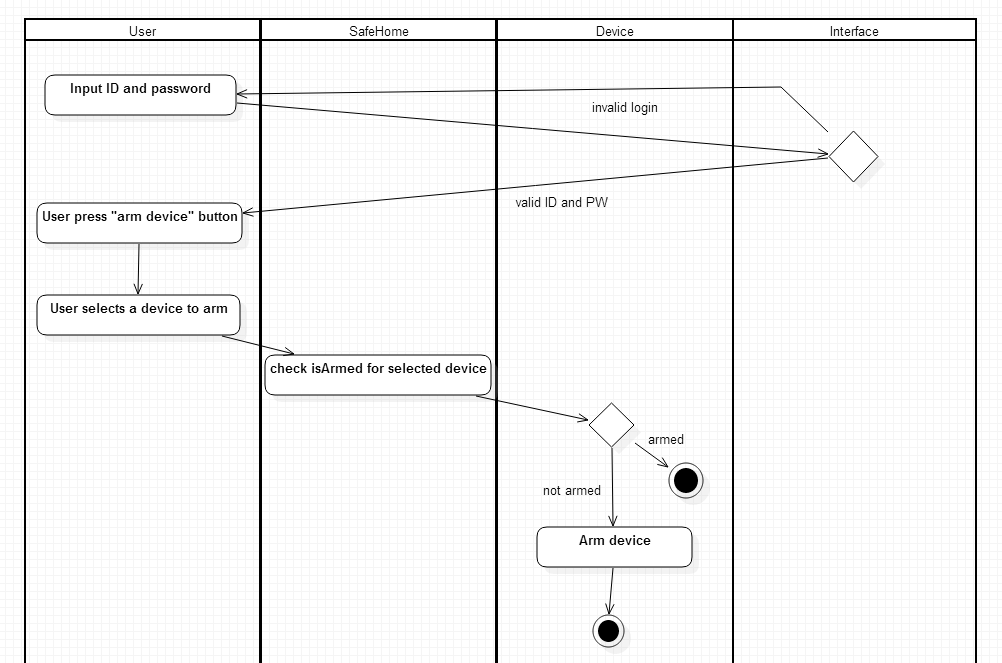 User
SafeHome
Device
Interface
Input ID and password
invalid login
valid ID and PW
User press "arm device" button
User selects a device to arm
check isArmed for selected device
armed
not armed
Arm device